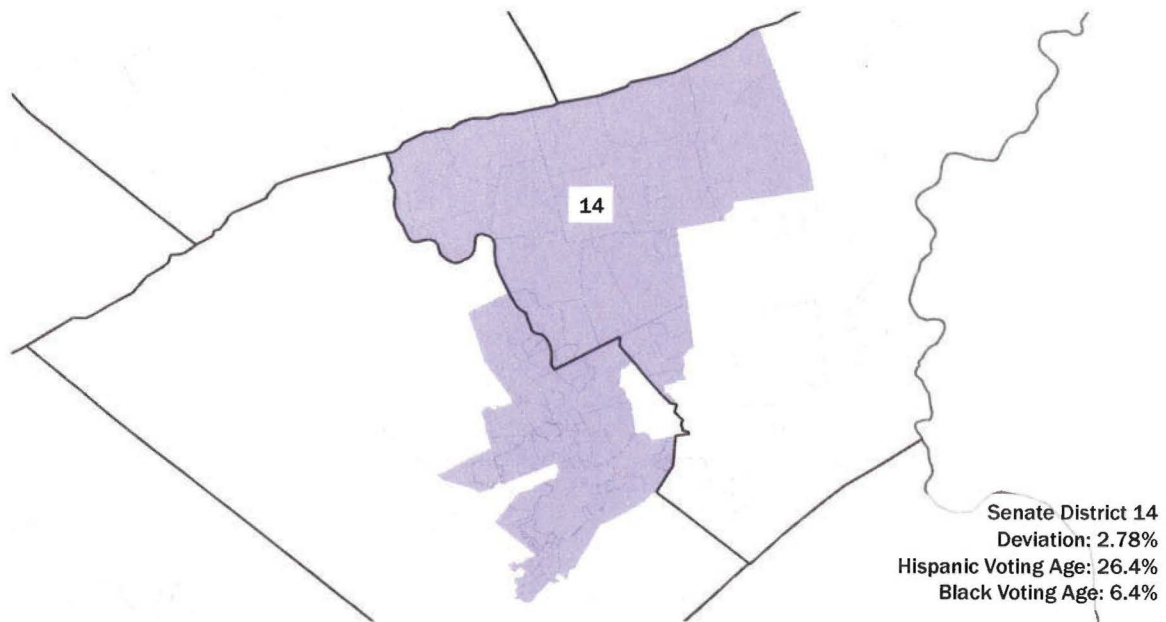 14
Senate District 14
Deviation: 2.78%
Hispanic Voting Age: 26.4%
Black Voting Age: 6.4%